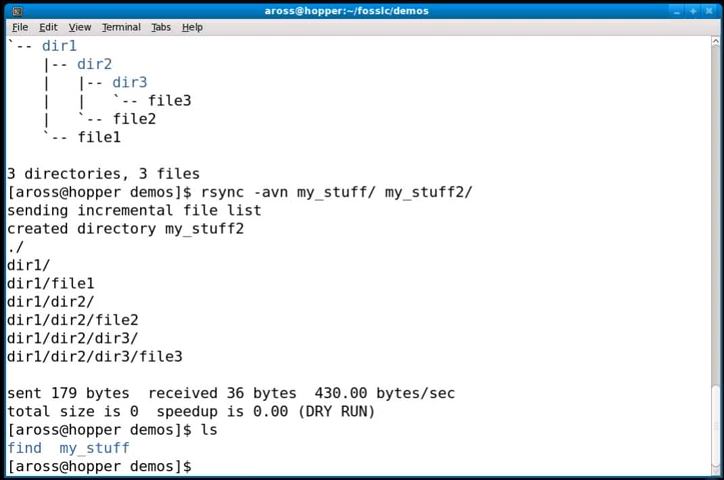 aross@hopper:~/fosslc/demos
File Edit View Terminal Tabs Help
`-- dir1
    |-- dir2
    |   |-- dir3
    |   |   `-- file3
    |   `-- file2
    `-- file1
3 directories, 3 files
[aross@hopper demos]$ rsync -avn my_stuff/ my_stuff2/
sending incremental file list
created directory my_stuff2
./
dir1/
dir1/file1
dir1/dir2/
dir1/dir2/file2
dir1/dir2/dir3/
dir1/dir2/dir3/file3
sent 179 bytes  received 36 bytes  430.00 bytes/sec
total size is 0  speedup is 0.00 (DRY RUN)
[aross@hopper demos]$ ls
find  my_stuff
[aross@hopper demos]$